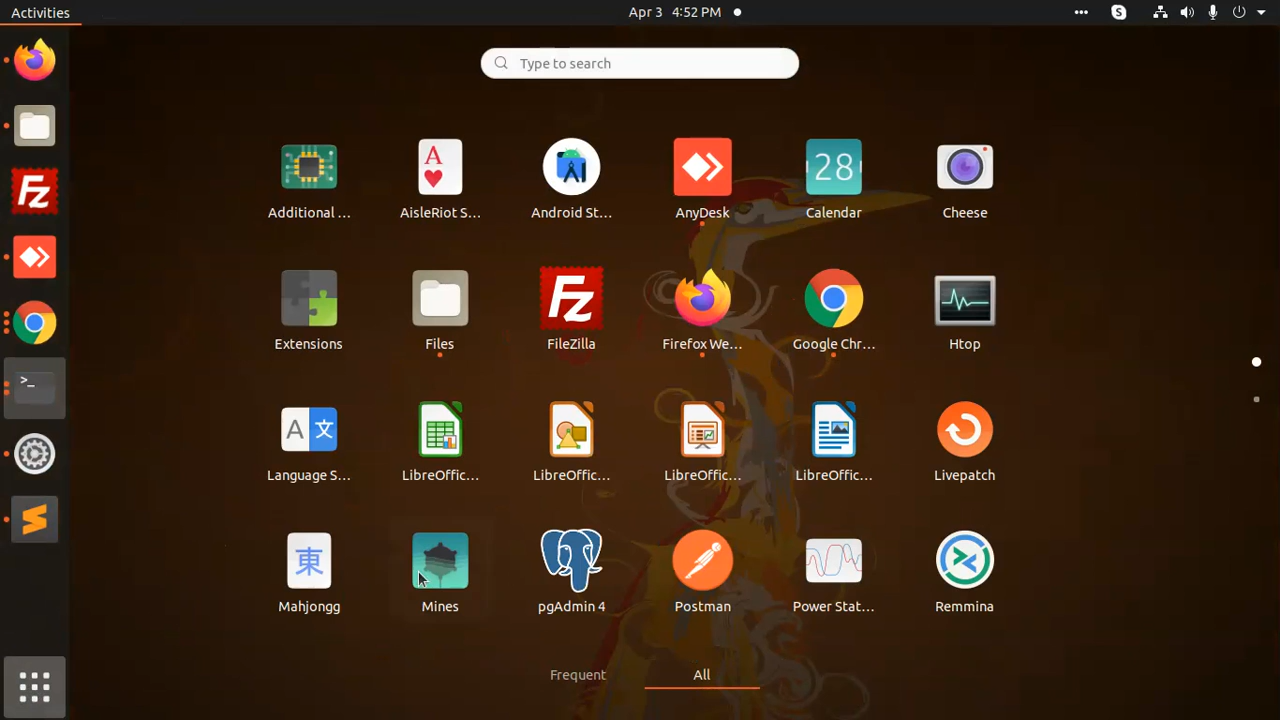 Activities
Apr 3 4:52 PM
Type to search
Additional ...
AisleRiot S...
Android St...
AnyDesk
28
Calendar
Cheese
Extensions
Files
FileZilla
Firefox We...
Google Chr...
Htop
Language S...
LibreOffic...
LibreOffic...
LibreOffic...
LibreOffic...
Livepatch
東
Mahjongg
Mines
pgAdmin 4
Postman
Power Stat...
Remmina
Frequent
All